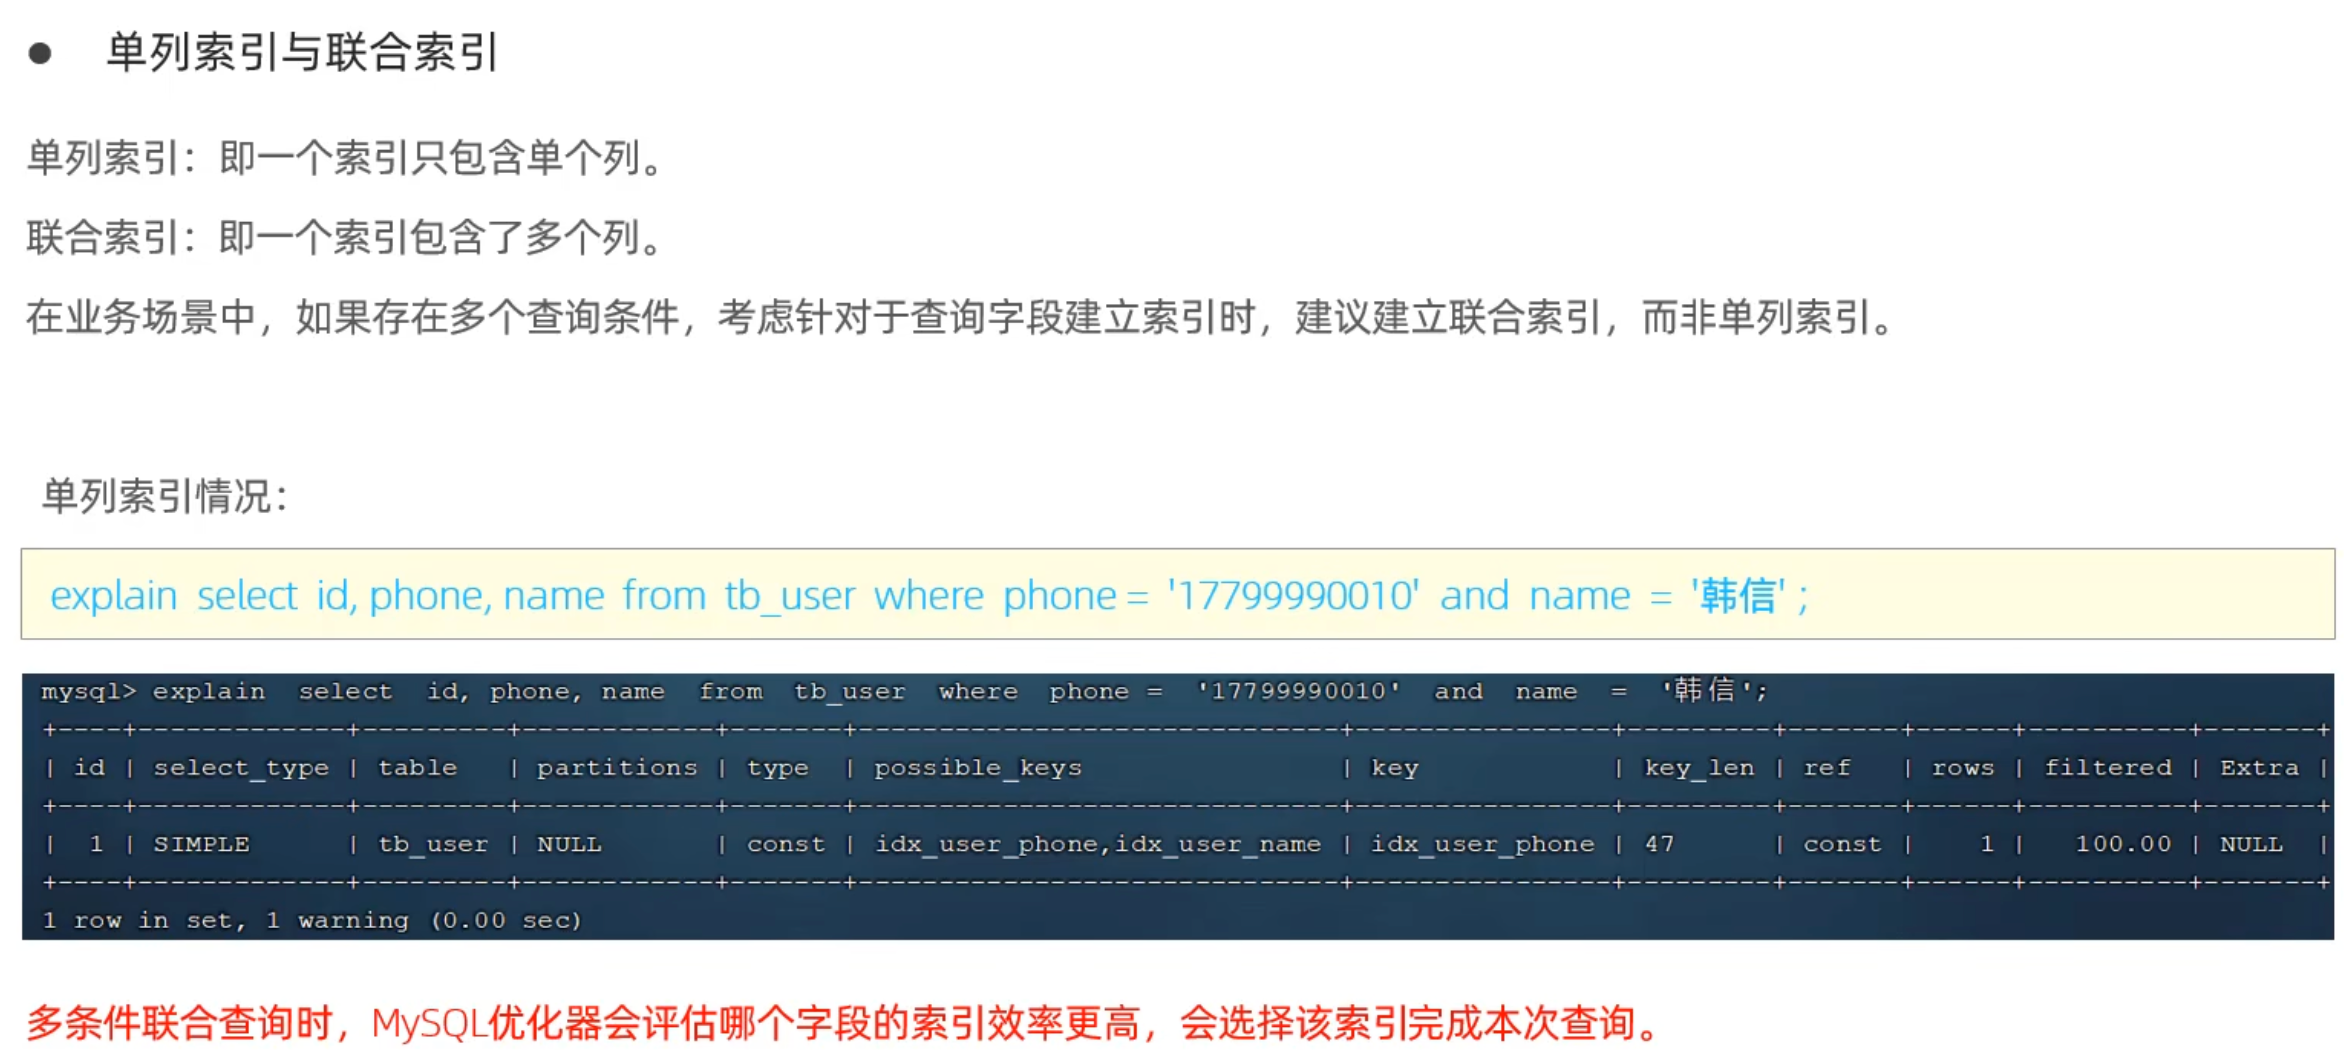 ● 单列索引与联合索引
单列索引：即一个索引只包含单个列。
联合索引：即一个索引包含了多个列。
在业务场景中，如果存在多个查询条件，考虑针对于查询字段建立索引时，建议建立联合索引，而非单列索引。
单列索引情况：
explain select id, phone, name from tb_user where phone = '17799990010' and name = '韩信' ;
mysql> explain select id, phone, name from tb_user where phone = '17799990010' and name = '韩信';
+----+-------------+---------+------------+-------+------------------------------+----------------+---------+-------+------+----------+-------+
| id | select_type | table | partitions | type | possible_keys | key | key_len | ref | rows | filtered | Extra |
+----+-------------+---------+------------+-------+------------------------------+----------------+---------+-------+------+----------+-------+
| 1 | SIMPLE | tb_user | NULL | const | idx_user_phone,idx_user_name | idx_user_phone | 47 | const | 1 | 100.00 | NULL |
+----+-------------+---------+------------+-------+------------------------------+----------------+---------+-------+------+----------+-------+
1 row in set, 1 warning (0.00 sec)
多条件联合查询时，MySQL优化器会评估哪个字段的索引效率更高，会选择该索引完成本次查询。